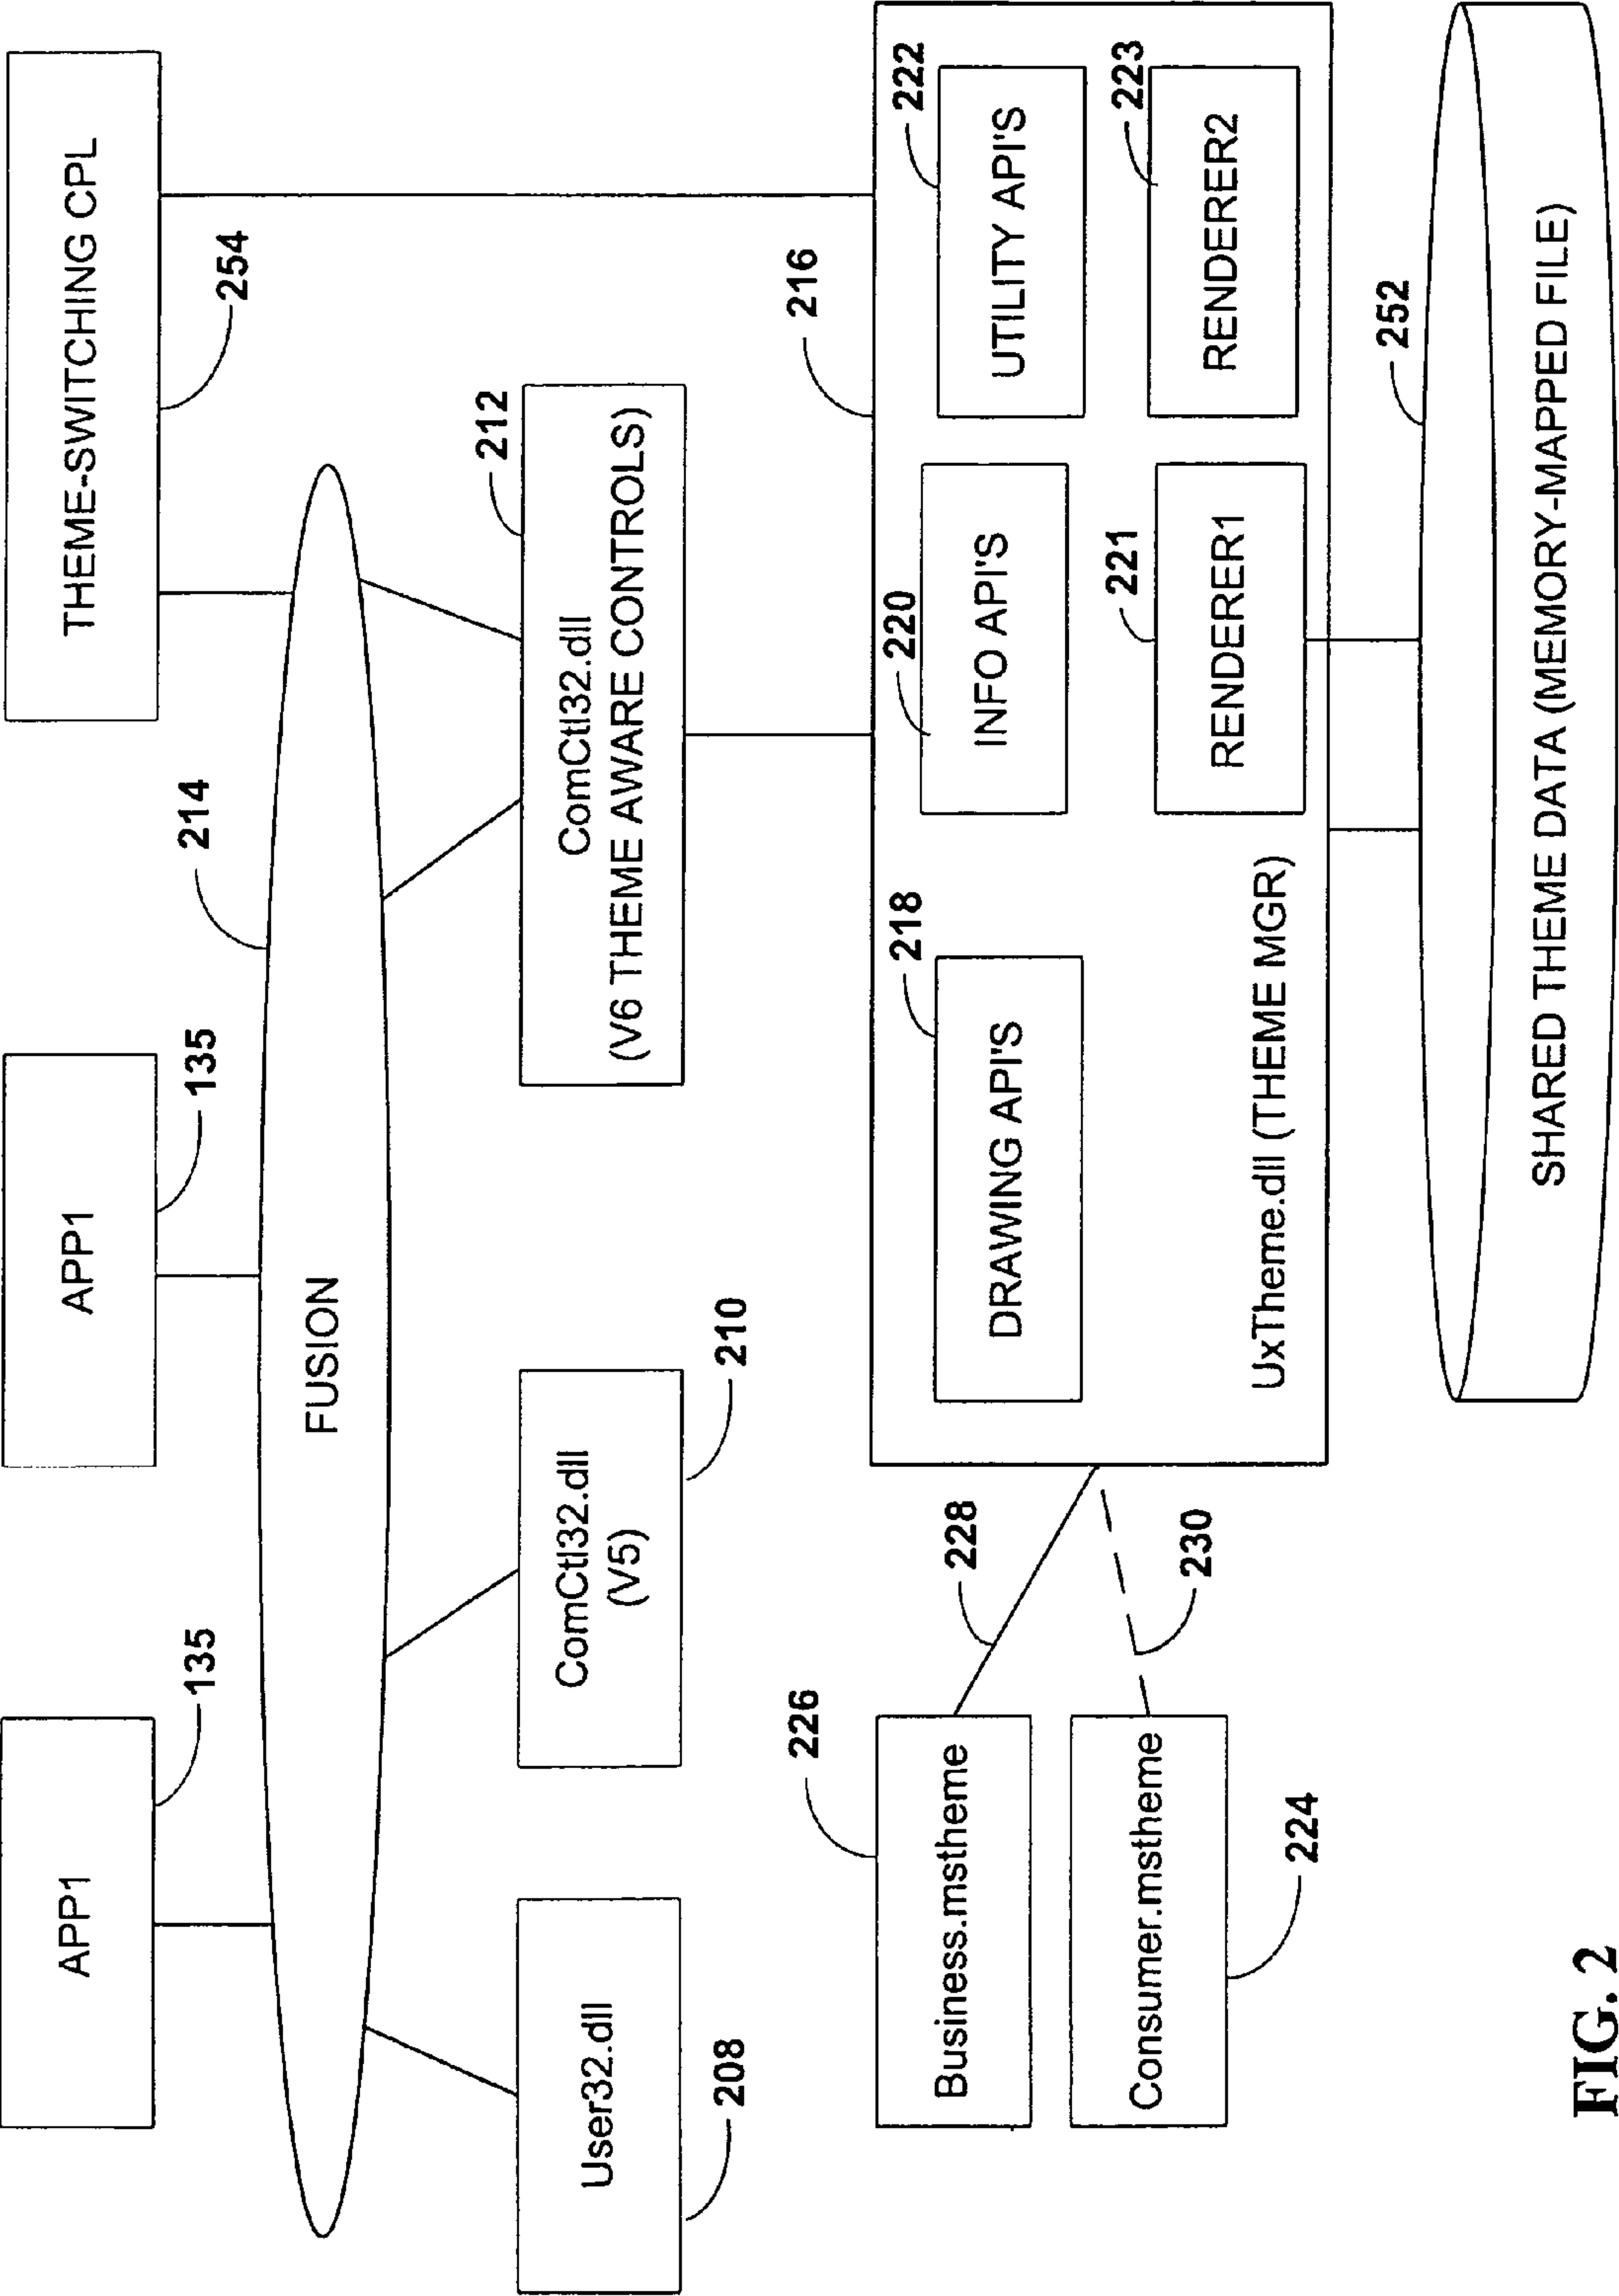 APP1
135
APP1
135
THEME-SWITCHING CPL
254
214
FUSION
User32.dll
208
ComCtl32.dll
(V5)
210
212
ComCtl32.dll
(V6 THEME AWARE CONTROLS)
216
226
Business.mstheme
228
Consumer.mstheme
224
230
218
DRAWING API'S
220
INFO API'S
222
UTILITY API'S
221
RENDERER1
223
RENDERER2
UxTheme.dll (THEME MGR)
252
SHARED THEME DATA (MEMORY-MAPPED FILE)
FIG. 2